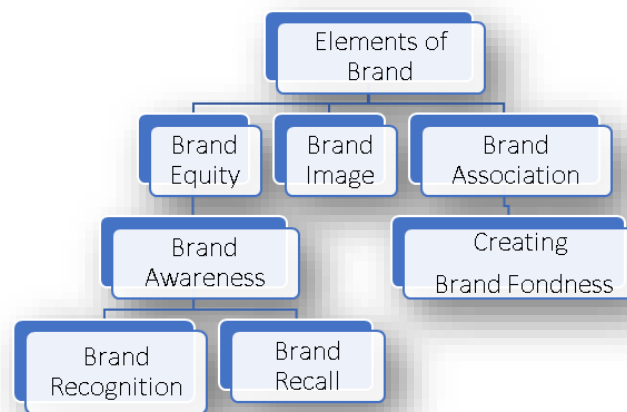 Elements of
Brand
Brand
Equity
Brand
Image
Brand
Association
Brand
Awareness
Creating
Brand Fondness
Brand
Recognition
Brand
Recall